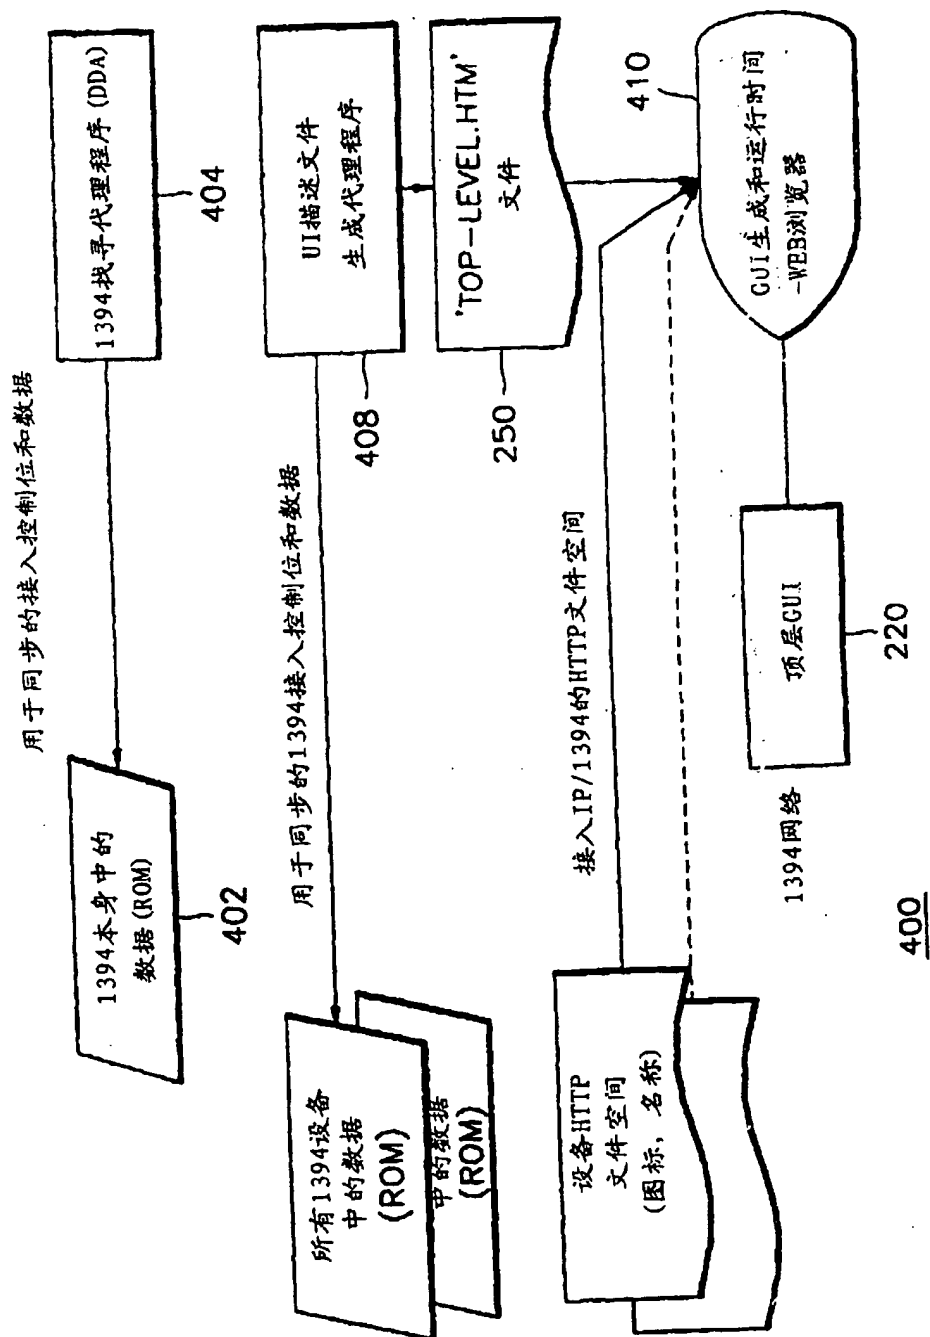 1394找寻代理程序(DDA)
404
用于同步的接入控制位和数据
1394本身中的
数据(ROM)
402
UI描述文件
生成代理程序
408
用于同步的1394接入控制位和数据
所有1394设备
中的数据
(ROM)
中的数据
(ROM)
'TOP-LEVEL.HTM'
文件
250
接入IP/1394的HTTP文件空间
设备HTTP
文件空间
(图标, 名称)
410
GUI生成和运行时间
-WEB浏览器
顶层GUI
220
1394网络
400